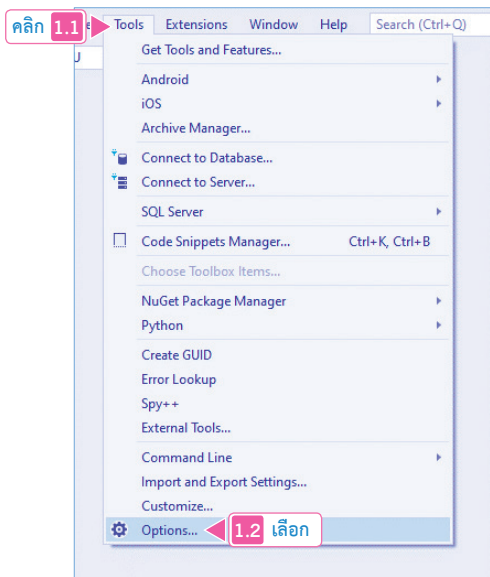 คลิก 1.1 Tools Extensions Window Help Search (Ctrl+Q)
Get Tools and Features...
Android
iOS
Archive Manager...
Connect to Database...
Connect to Server...
SQL Server
Code Snippets Manager... Ctrl+K, Ctrl+B
Choose Toolbox Items...
NuGet Package Manager
Python
Create GUID
Error Lookup
Spy++
External Tools...
Command Line
Import and Export Settings...
Customize...
Options... 1.2 เลือก